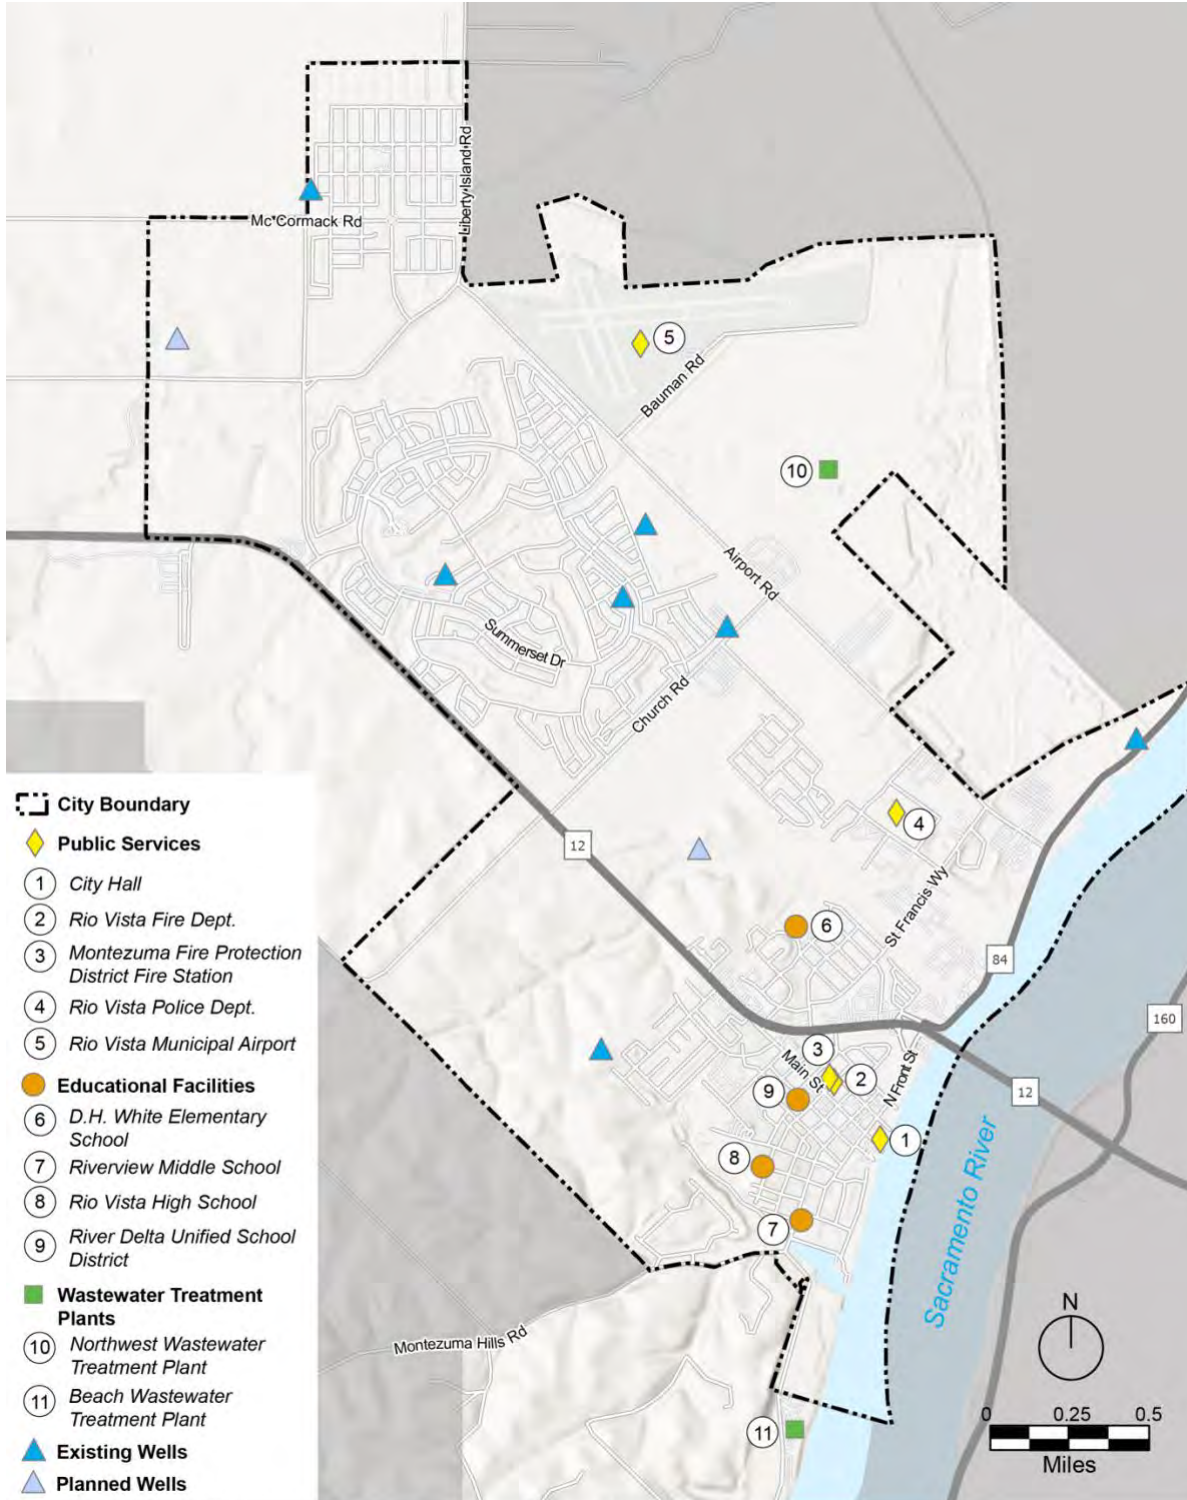 Liberty Island Rd
Mc Cormack Rd
5
Bauman Rd
10
Airport Rd
Summerset Dr
Church Rd
City Boundary
Public Services
1 City Hall
2 Rio Vista Fire Dept.
3 Montezuma Fire Protection
District Fire Station
4 Rio Vista Police Dept.
5 Rio Vista Municipal Airport
Educational Facilities
6 D.H. White Elementary
School
7 Riverview Middle School
8 Rio Vista High School
9 River Delta Unified School
District
Wastewater Treatment
Plants
10 Northwest Wastewater
Treatment Plant
11 Beach Wastewater
Treatment Plant
Existing Wells
Planned Wells
4
12
St Francis Wy
6
84
160
3
Main St
2
N Front St
9
12
1
8
7
Sacramento River
Montezuma Hills Rd
11
N
0 0.25 0.5
Miles